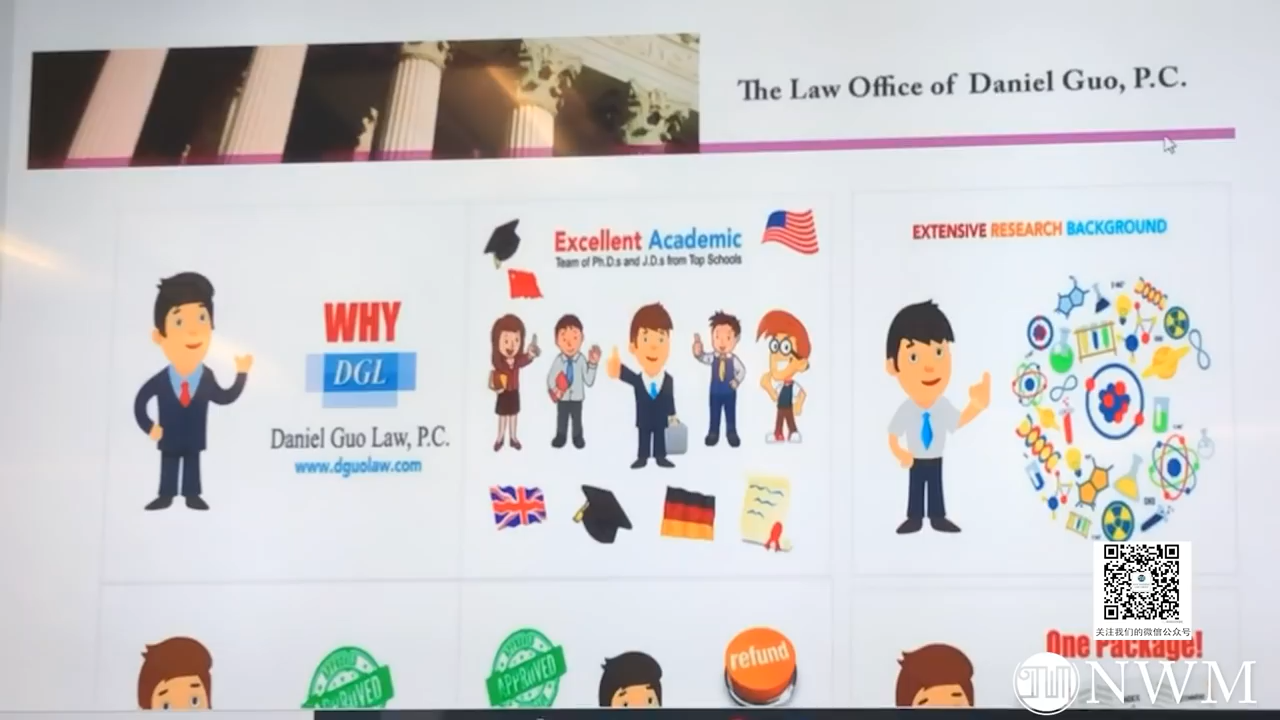 The Law Office of Daniel Guo, P.C.
WHY
DGL
Daniel Guo Law, P.C.
www.dguolaw.com
Excellent Academic
Team of Ph.D.s and J.D.s from Top Schools
EXTENSIVE RESEARCH BACKGROUND
APPROVED
APPROVED
refund
关注我们的微信公众号
One Package!
NWM